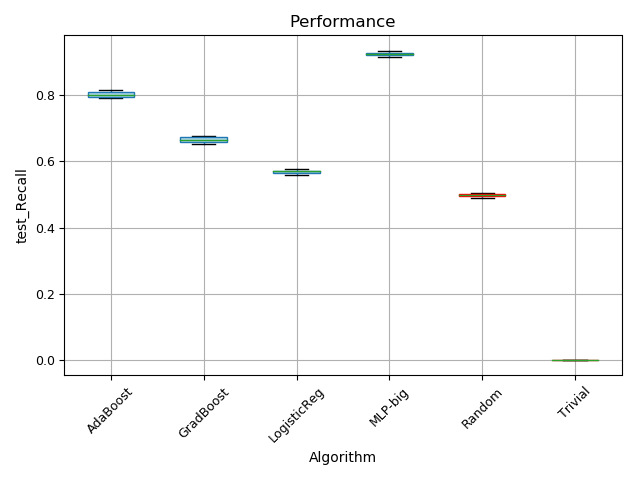 Performance
test_Recall
0.8
0.6
0.4
0.2
0.0
AdaBoost
GradBoost
LogisticReg
MLP-big
Random
Trivial
Algorithm